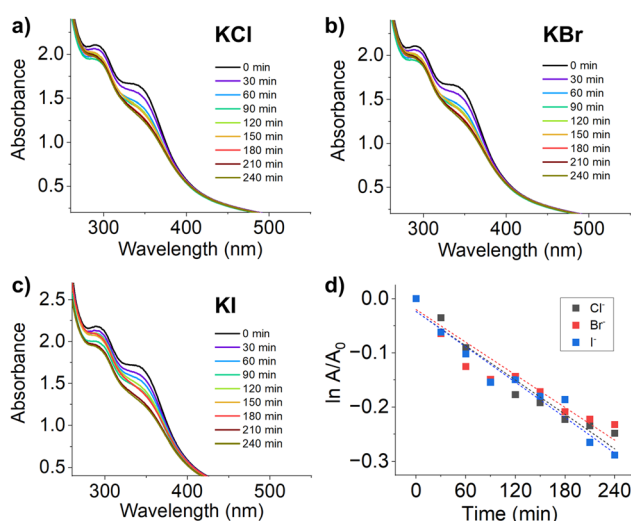 a) KCl
0 min
30 min
60 min
90 min
120 min
150 min
180 min
210 min
240 min
Absorbance
2.0
1.5
1.0
0.5
300 400 500
Wavelength (nm)
b) KBr
0 min
30 min
60 min
90 min
120 min
150 min
180 min
210 min
240 min
Absorbance
2.0
1.5
1.0
0.5
300 400 500
Wavelength (nm)
c) KI
0 min
30 min
60 min
90 min
120 min
150 min
180 min
210 min
240 min
Absorbance
2.5
2.0
1.5
1.0
0.5
300 400 500
Wavelength (nm)
d)
Cl⁻
Br⁻
I⁻
ln A/A₀
0.0
−0.1
−0.2
−0.3
0 60 120 180 240
Time (min)